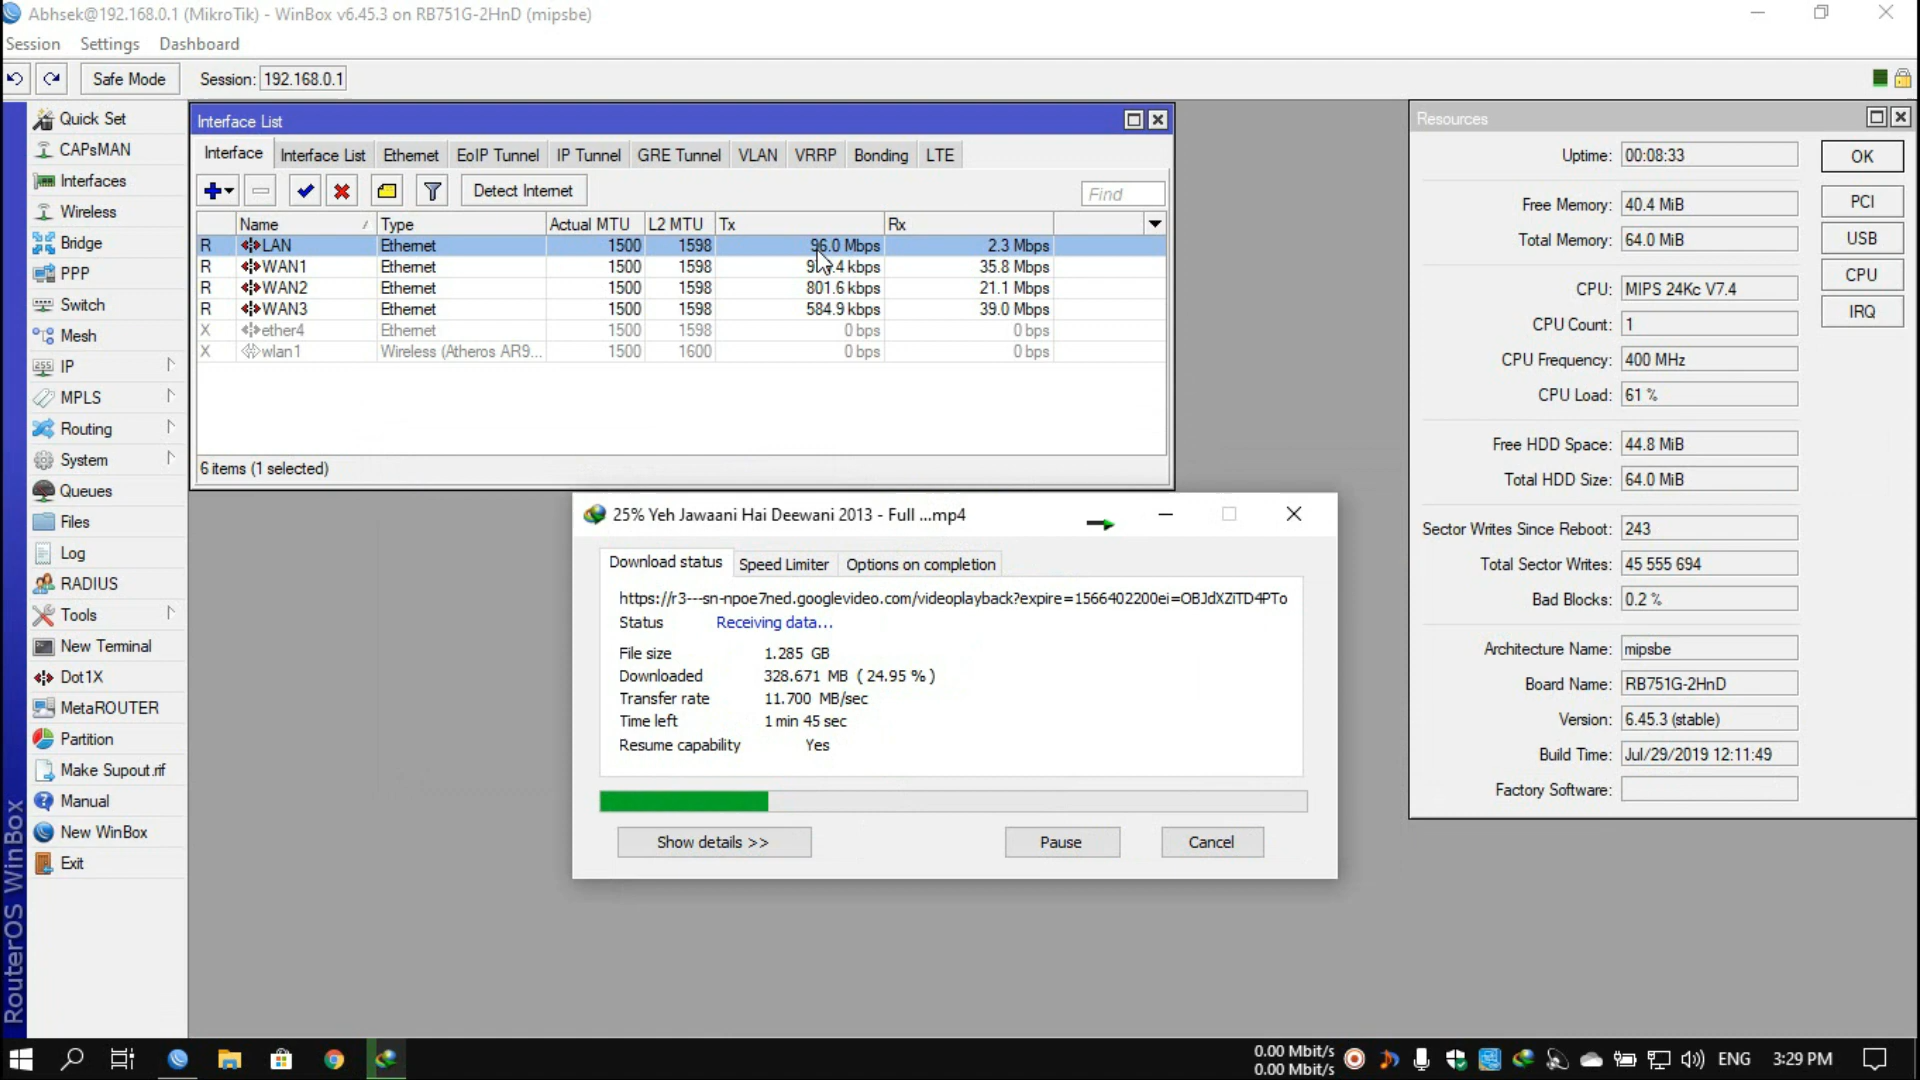 Abhsek@192.168.0.1 (MikroTik) - WinBox v6.45.3 on RB751G-2HnD (mipsbe)
Session Settings Dashboard
Safe Mode Session: 192.168.0.1
Quick Set
CAPsMAN
Interfaces
Wireless
Bridge
PPP
Switch
Mesh
IP
MPLS
Routing
System
Queues
Files
Log
RADIUS
Tools
New Terminal
Dot1X
MetaROUTER
Partition
Make Supout.rif
Manual
New WinBox
Exit
RouterOS WinBox
Interface List
Interface Interface List Ethernet EoIP Tunnel IP Tunnel GRE Tunnel VLAN VRRP Bonding LTE
Detect Internet Find
Name Type Actual MTU L2 MTU Tx Rx
R LAN Ethernet 1500 1598 96.0 Mbps 2.3 Mbps
R WAN1 Ethernet 1500 1598 kbps 35.8 Mbps
R WAN2 Ethernet 1500 1598 801.6 kbps 21.1 Mbps
R WAN3 Ethernet 1500 1598 584.9 kbps 39.0 Mbps
X ether4 Ethernet 1500 1598 0 bps 0 bps
X wlan1 Wireless (Atheros AR9... 1500 1600 0 bps 0 bps
6 items (1 selected)
25% Yeh Jawaani Hai Deewani 2013 - Full ...mp4
Download status Speed Limiter Options on completion
https://r3---sn-npoe7ned.googlevideo.com/videoplayback?expire=1566402200ei=OBJdXZiTD4PTo
Status Receiving data...
File size 1.285 GB
Downloaded 328.671 MB ( 24.95 % )
Transfer rate 11.700 MB/sec
Time left 1 min 45 sec
Resume capability Yes
Show details >> Pause Cancel
Resources
Uptime: 00:08:33
Free Memory: 40.4 MiB
Total Memory: 64.0 MiB
CPU: MIPS 24Kc V7.4
CPU Count: 1
CPU Frequency: 400 MHz
CPU Load: 61 %
Free HDD Space: 44.8 MiB
Total HDD Size: 64.0 MiB
Sector Writes Since Reboot: 243
Total Sector Writes: 45 555 694
Bad Blocks: 0.2 %
Architecture Name: mipsbe
Board Name: RB751G-2HnD
Version: 6.45.3 (stable)
Build Time: Jul/29/2019 12:11:49
Factory Software:
OK
PCI
USB
CPU
IRQ
0.00 Mbit/s
0.00 Mbit/s
ENG 3:29 PM